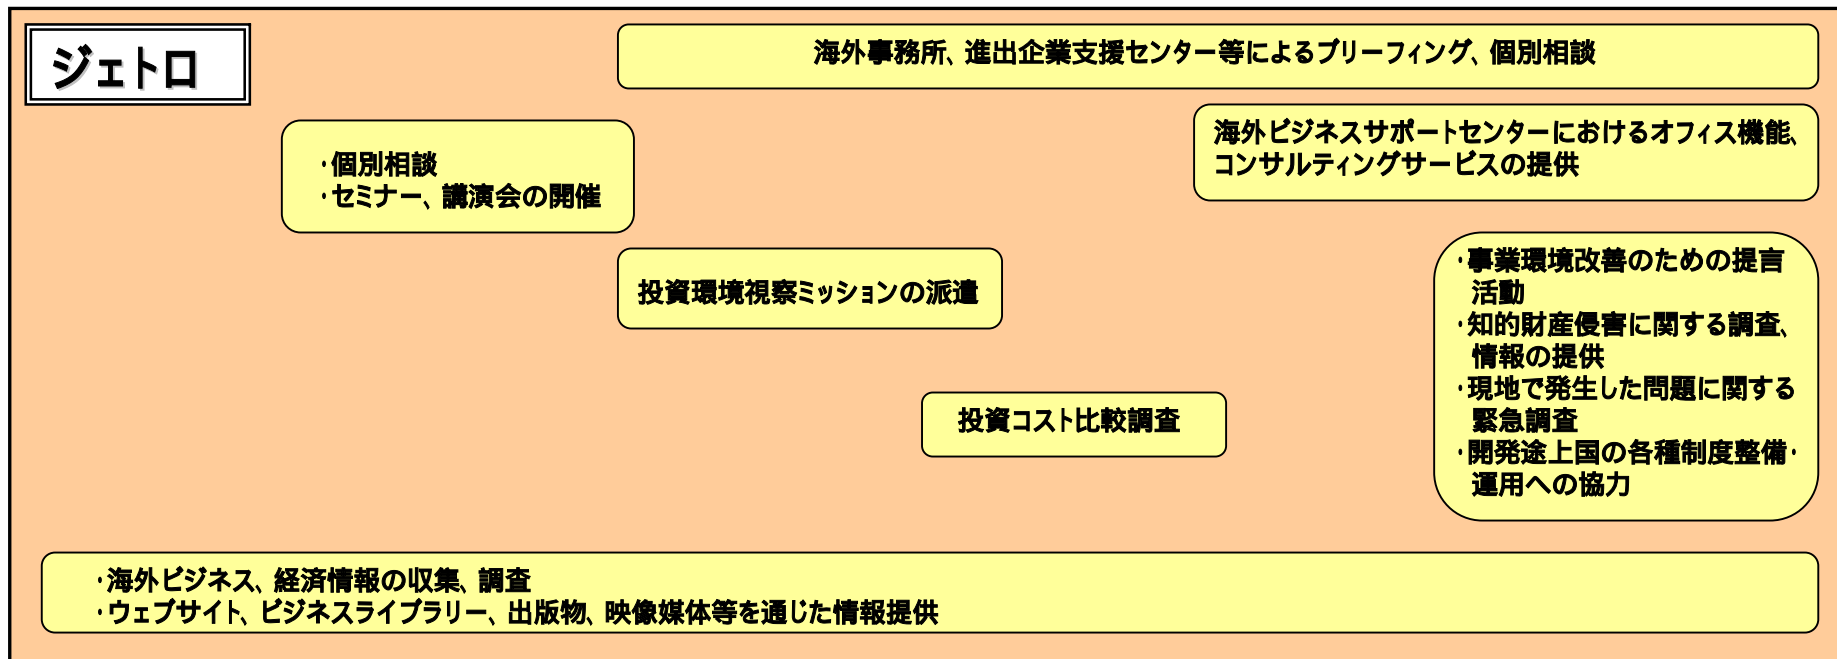 ジェトロ
海外事務所、進出企業支援センター等によるブリーフィング、個別相談
海外ビジネスサポートセンターにおけるオフィス機能、
コンサルティングサービスの提供
・個別相談
・セミナー、講演会の開催
投資環境視察ミッションの派遣
・事業環境改善のための提言
活動
・知的財産侵害に関する調査、
情報の提供
・現地で発生した問題に関する
緊急調査
・開発途上国の各種制度整備・
運用への協力
投資コスト比較調査
・海外ビジネス、経済情報の収集、調査
・ウェブサイト、ビジネスライブラリー、出版物、映像媒体等を通じた情報提供